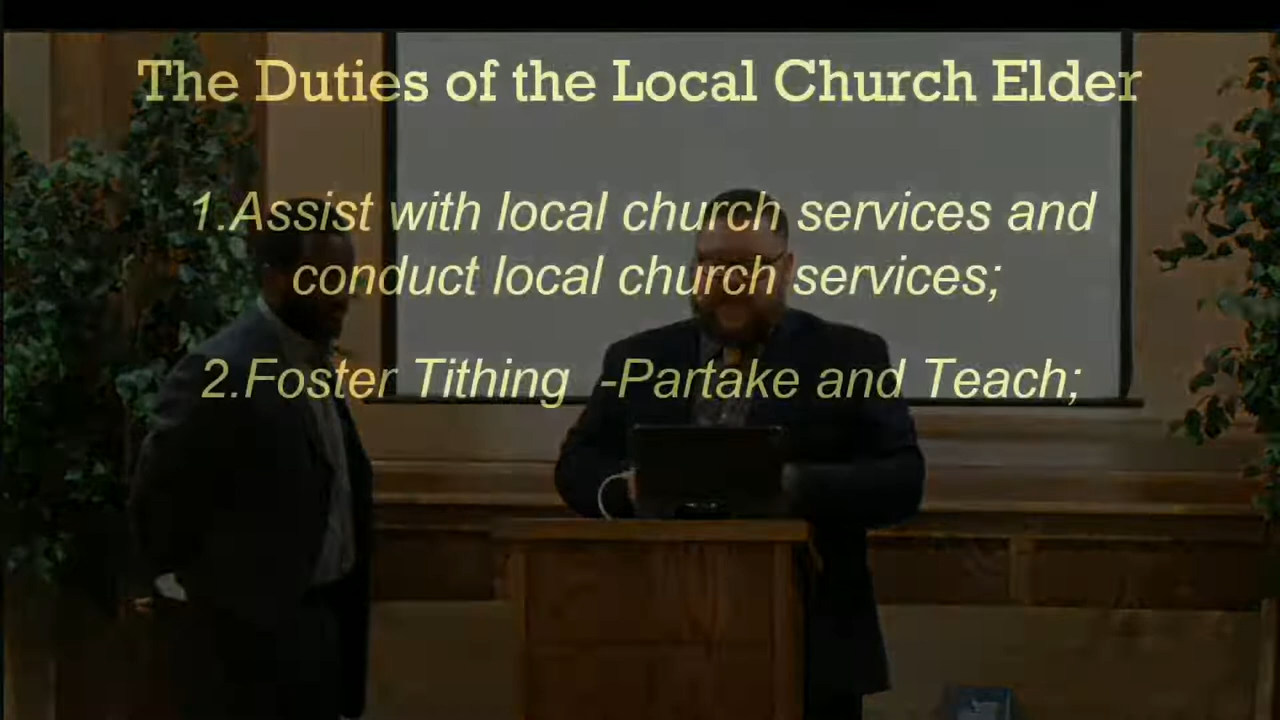 The Duties of the Local Church Elder
1.Assist with local church services and
conduct local church services;
2.Foster Tithing -Partake and Teach;